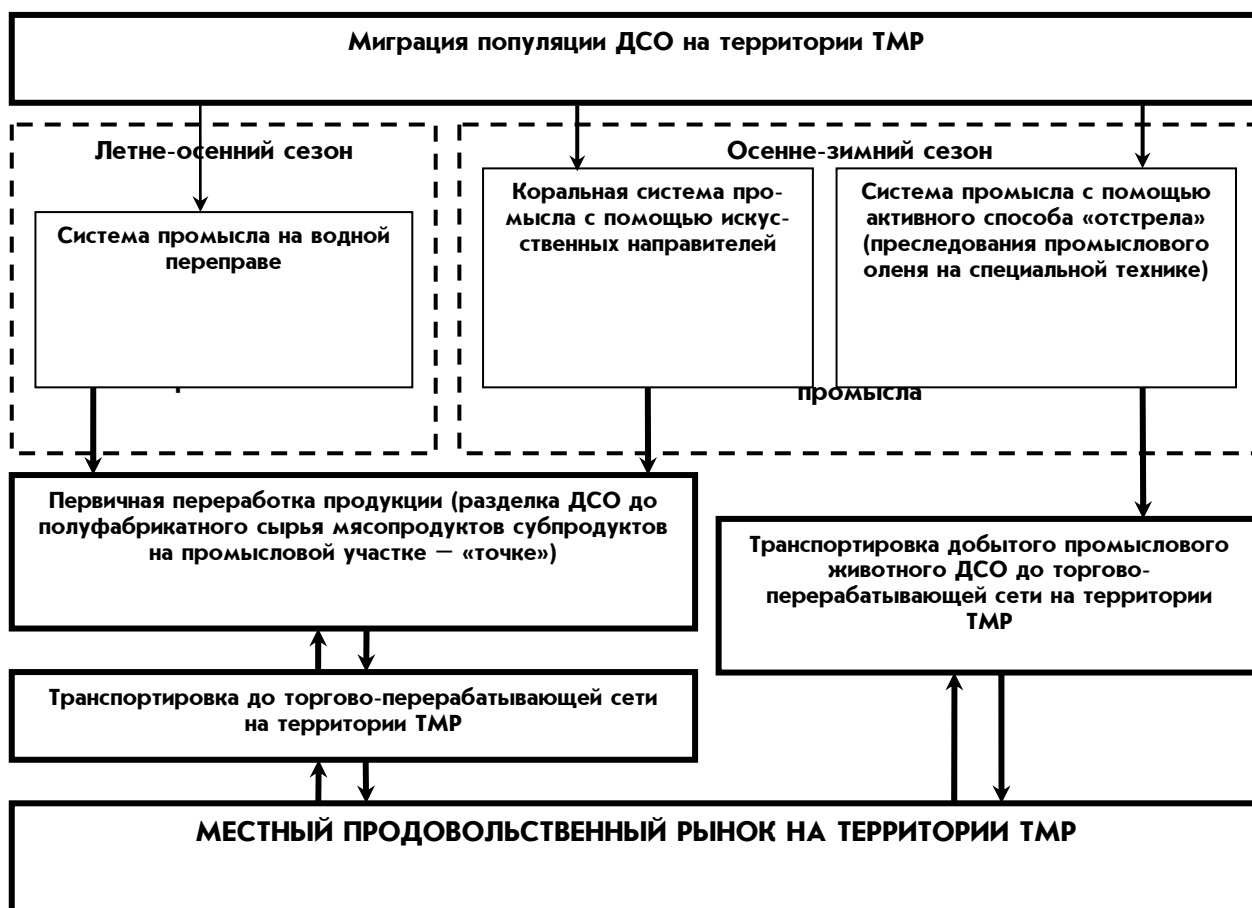 Миграция популяции ДСО на территории ТМР
Летне-осенний сезон
Осенне-зимний сезон
Система промысла на водной
переправе
Коральная система про-
мысла с помощью искус-
ственных направителей
Система промысла с помощью
активного способа «отстрела»
(преследования промыслового
оленя на специальной технике)
промысла
Первичная переработка продукции (разделка ДСО до
полуфабрикатного сырья мясопродуктов субпродуктов
на промысловой участке — «точке»)
Транспортировка добытого промыслового
животного ДСО до торгово-
перерабатывающей сети на территории
ТМР
Транспортировка до торгово-перерабатывающей сети
на территории ТМР
МЕСТНЫЙ ПРОДОВОЛЬСТВЕННЫЙ РЫНОК НА ТЕРРИТОРИИ ТМР